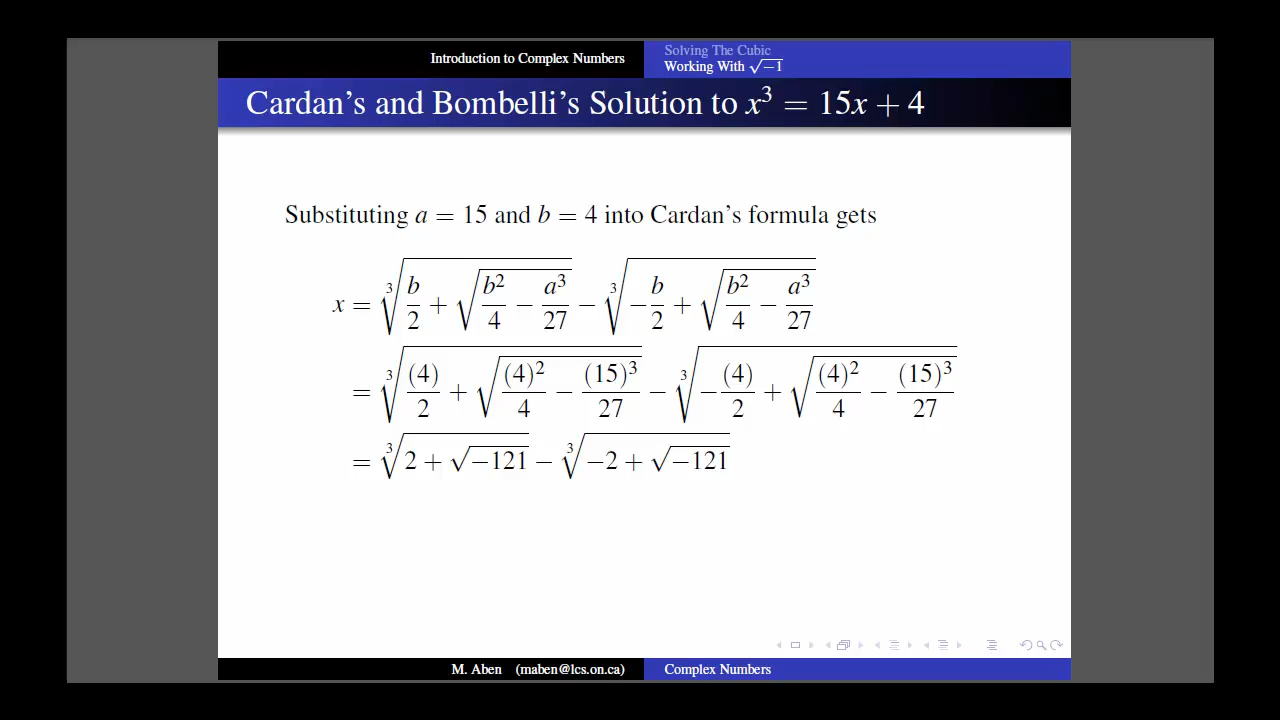 Introduction to Complex Numbers
Solving The Cubic
Working With √−1
Cardan's and Bombelli's Solution to x³ = 15x + 4
Substituting a = 15 and b = 4 into Cardan's formula gets
x = ∛(b/2 + √(b²/4 − a³/27)) − ∛(−b/2 + √(b²/4 − a³/27))
= ∛((4)/2 + √((4)²/4 − (15)³/27)) − ∛(−(4)/2 + √((4)²/4 − (15)³/27))
= ∛(2 + √−121) − ∛(−2 + √−121)
M. Aben (maben@lcs.on.ca)
Complex Numbers